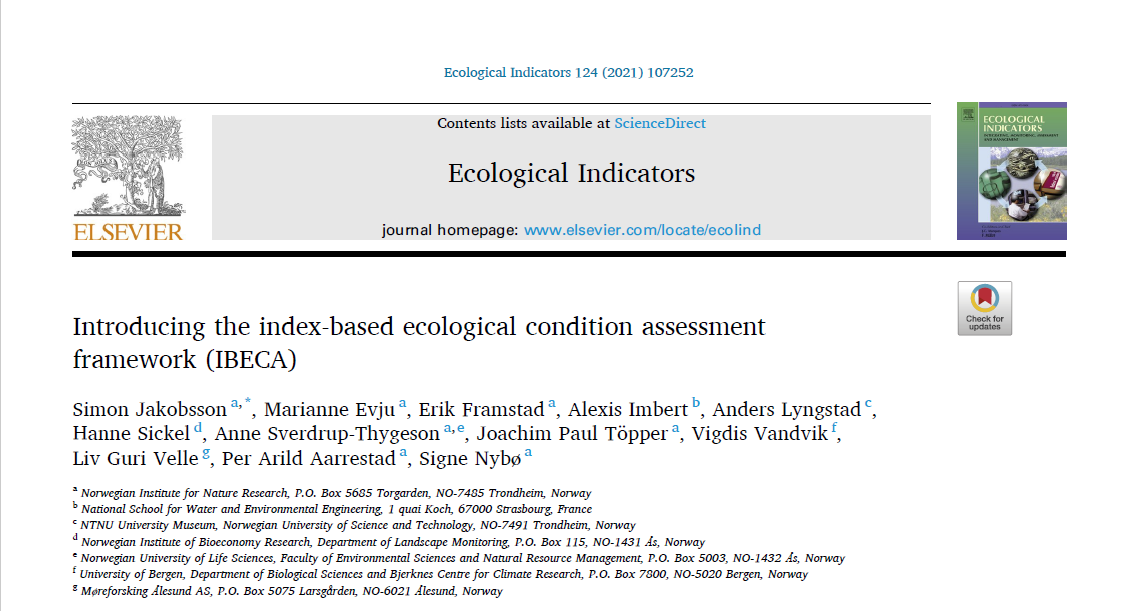 Ecological Indicators 124 (2021) 107252
Contents lists available at ScienceDirect
Ecological Indicators
journal homepage: www.elsevier.com/locate/ecolind
ELSEVIER
ECOLOGICAL
INDICATORS
Check for
updates
Introducing the index-based ecological condition assessment
framework (IBECA)
Simon Jakobsson a,*, Marianne Evju a, Erik Framstad a, Alexis Imbert b, Anders Lyngstad c,
Hanne Sickel d, Anne Sverdrup-Thygeson a,e, Joachim Paul Töpper a, Vigdis Vandvik f,
Liv Guri Velle g, Per Arild Aarrestad a, Signe Nybø a
a Norwegian Institute for Nature Research, P.O. Box 5685 Torgarden, NO-7485 Trondheim, Norway
b National School for Water and Environmental Engineering, 1 quai Koch, 67000 Strasbourg, France
c NTNU University Museum, Norwegian University of Science and Technology, NO-7491 Trondheim, Norway
d Norwegian Institute of Bioeconomy Research, Department of Landscape Monitoring, P.O. Box 115, NO-1431 Ås, Norway
e Norwegian University of Life Sciences, Faculty of Environmental Sciences and Natural Resource Management, P.O. Box 5003, NO-1432 Ås, Norway
f University of Bergen, Department of Biological Sciences and Bjerknes Centre for Climate Research, P.O. Box 7800, NO-5020 Bergen, Norway
g Møreforsking Ålesund AS, P.O. Box 5075 Larsgården, NO-6021 Ålesund, Norway